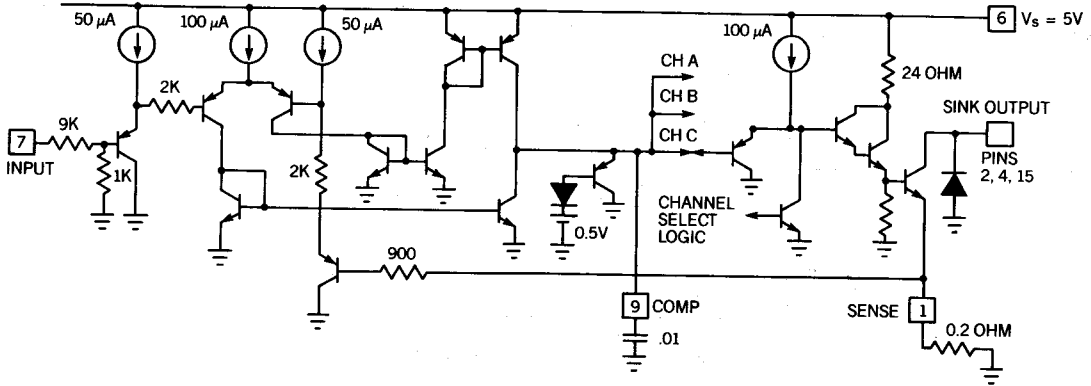 50 µA
100 µA
50 µA
100 µA
6
Vs = 5V
24 OHM
2K
CH A
CH B
CH C
SINK OUTPUT
PINS
2, 4, 15
9K
7
INPUT
1K
2K
0.5V
CHANNEL
SELECT
LOGIC
900
9
COMP
.01
SENSE
1
0.2 OHM